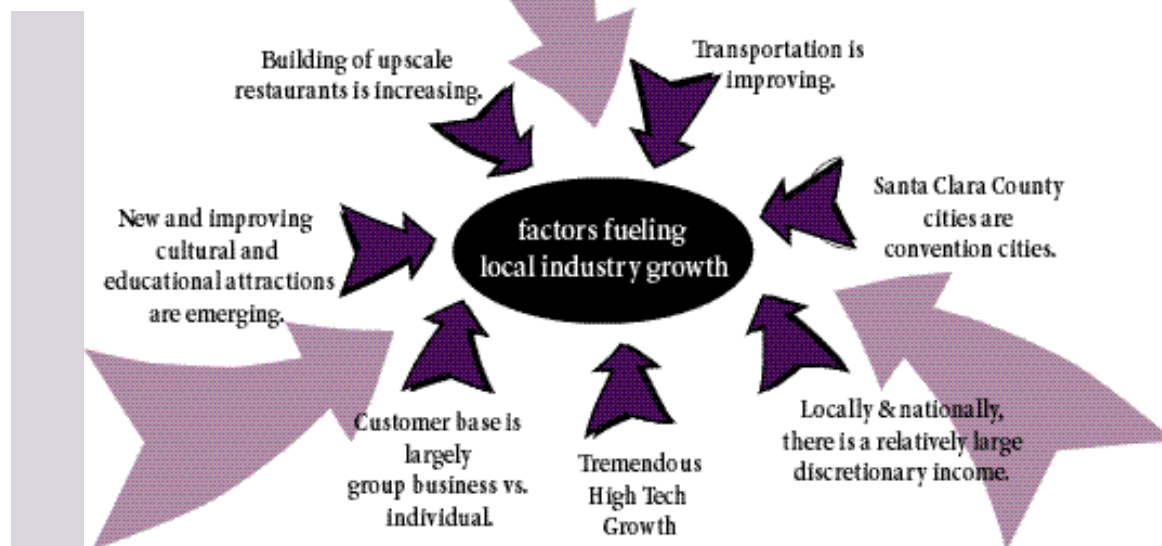 Building of upscale
restaurants is increasing.
Transportation is
improving.
Santa Clara County
cities are
convention cities.
New and improving
cultural and
educational attractions
are emerging.
factors fueling
local industry growth
Customer base is
largely
group business vs.
individual.
Tremendous
High Tech
Growth
Locally & nationally,
there is a relatively large
discretionary income.